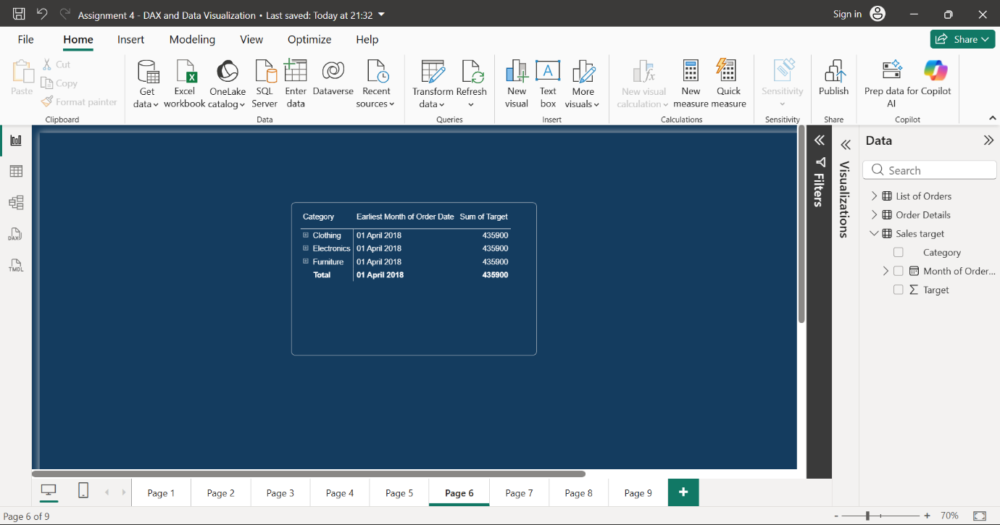 Assignment 4 - DAX and Data Visualization • Last saved: Today at 21:32
Sign in
File Home Insert Modeling View Optimize Help
Share
Paste
Cut
Copy
Format painter
Clipboard
Get data
Excel workbook
OneLake catalog
SQL Server
Enter data
Dataverse
Recent sources
Data
Transform data
Refresh
Queries
New visual
Text box
More visuals
Insert
New visual calculation
New measure
Quick measure
Calculations
Sensitivity
Sensitivity
Publish
Share
Prep data for AI
Copilot
Copilot
DAX
TMDL
Category Earliest Month of Order Date Sum of Target
Clothing 01 April 2018 435900
Electronics 01 April 2018 435900
Furniture 01 April 2018 435900
Total 01 April 2018 435900
Filters
Visualizations
Data
Search
List of Orders
Order Details
Sales target
Category
Month of Order...
Target
Page 1 Page 2 Page 3 Page 4 Page 5 Page 6 Page 7 Page 8 Page 9
Page 6 of 9
70%